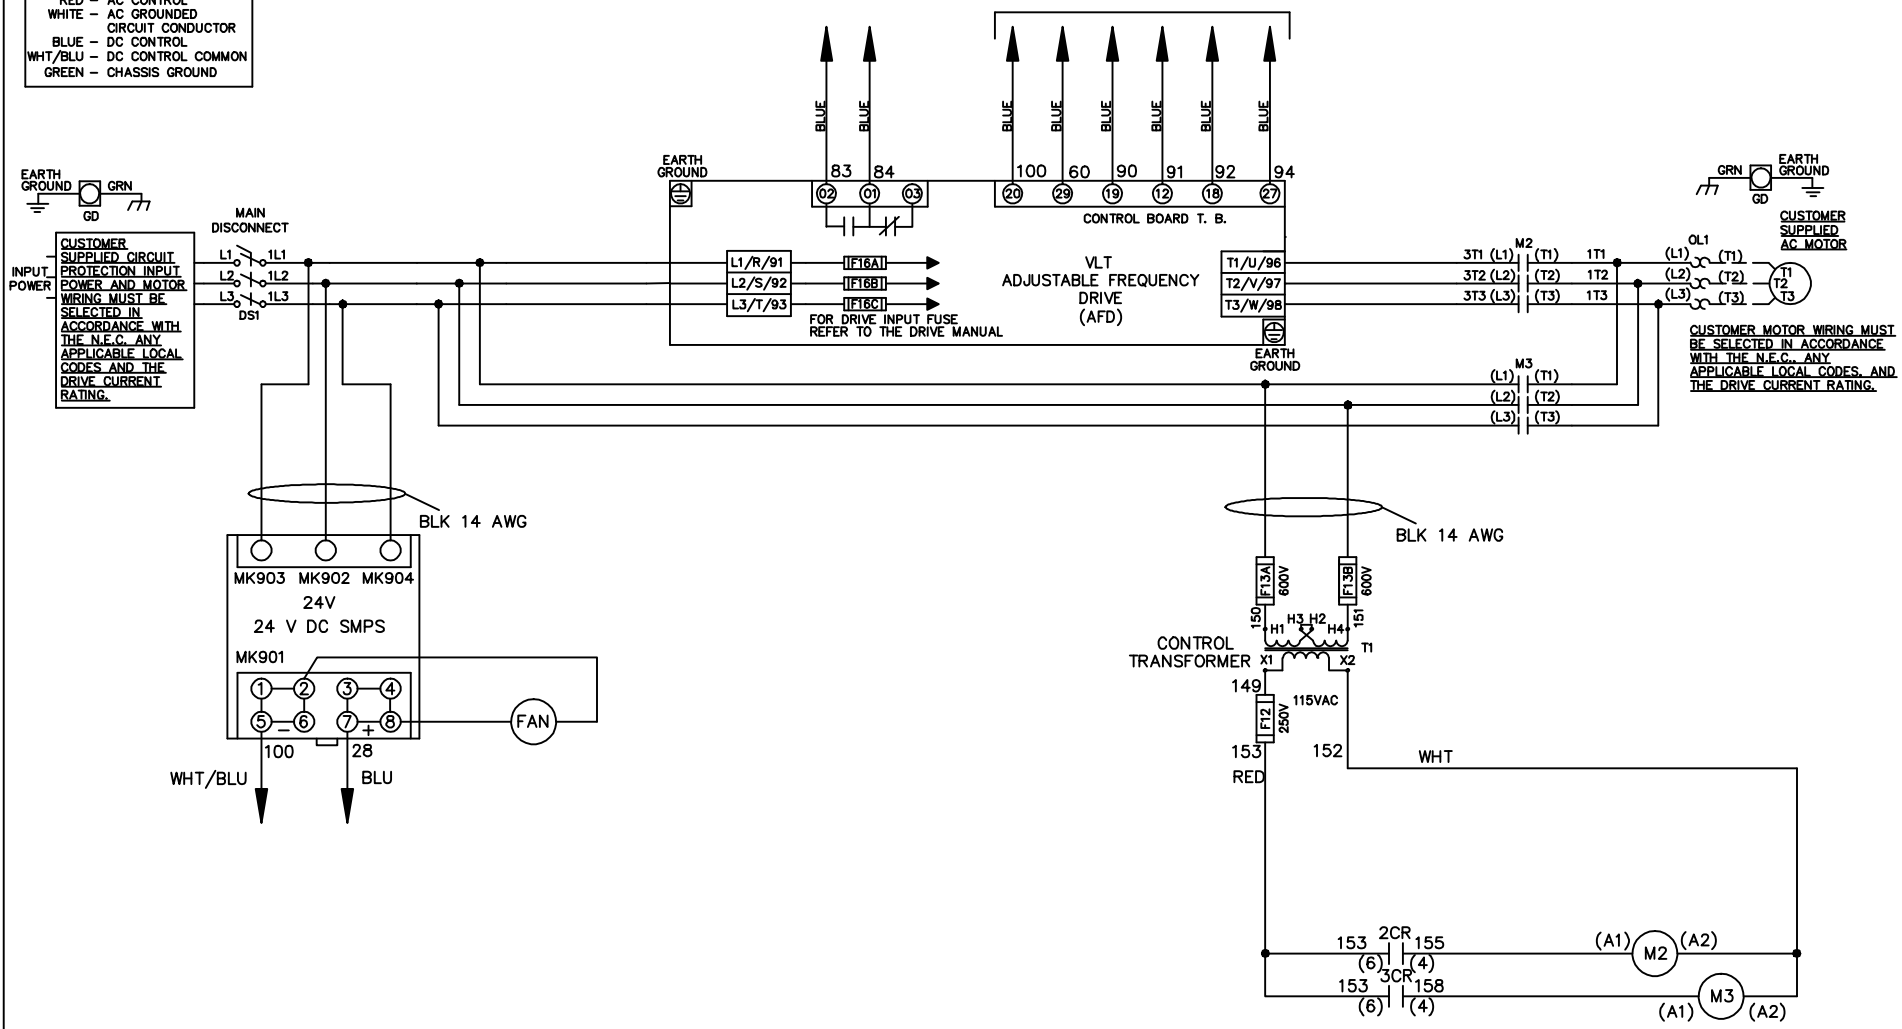 RED – AC CONTROL
WHITE – AC GROUNDED
CIRCUIT CONDUCTOR
BLUE – DC CONTROL
WHT/BLU – DC CONTROL COMMON
GREEN – CHASSIS GROUND
BLUE
BLUE
BLUE
BLUE
BLUE
BLUE
BLUE
BLUE
EARTH
GROUND
GRN
GD
EARTH
GROUND
83
84
02
01
03
100
60
90
91
92
94
20
29
19
12
18
27
CONTROL BOARD T. B.
GRN
EARTH
GROUND
GD
CUSTOMER
SUPPLIED
AC MOTOR
MAIN
DISCONNECT
INPUT
POWER
CUSTOMER
SUPPLIED CIRCUIT
PROTECTION INPUT
POWER AND MOTOR
WIRING MUST BE
SELECTED IN
ACCORDANCE WITH
THE N.E.C. ANY
APPLICABLE LOCAL
CODES AND THE
DRIVE CURRENT
RATING.
L1
1L1
L2
1L2
L3
1L3
DS1
L1/R/91
L2/S/92
L3/T/93
F16A
F16B
F16C
FOR DRIVE INPUT FUSE
REFER TO THE DRIVE MANUAL
VLT
ADJUSTABLE FREQUENCY
DRIVE
(AFD)
T1/U/96
T2/V/97
T3/W/98
EARTH
GROUND
M2
3T1 (L1) (T1) 1T1
3T2 (L2) (T2) 1T2
3T3 (L3) (T3) 1T3
OL1
(L1) (T1)
(L2) (T2)
(L3) (T3)
T1
T2
T3
CUSTOMER MOTOR WIRING MUST
BE SELECTED IN ACCORDANCE
WITH THE N.E.C., ANY
APPLICABLE LOCAL CODES, AND
THE DRIVE CURRENT RATING.
M3
(L1) (T1)
(L2) (T2)
(L3) (T3)
BLK 14 AWG
BLK 14 AWG
MK903 MK902 MK904
24V
24 V DC SMPS
MK901
1
2
3
4
5
6
7
8
–
+
FAN
100
28
WHT/BLU
BLU
F13A
600V
F13B
600V
150
151
H1 H3 H2 H4
T1
CONTROL
TRANSFORMER
X1
X2
149
115VAC
F12
250V
153
152
RED
WHT
2CR
153 155
(6) (4)
(A1) M2 (A2)
3CR
153 158
(6) (4)
(A1) M3 (A2)